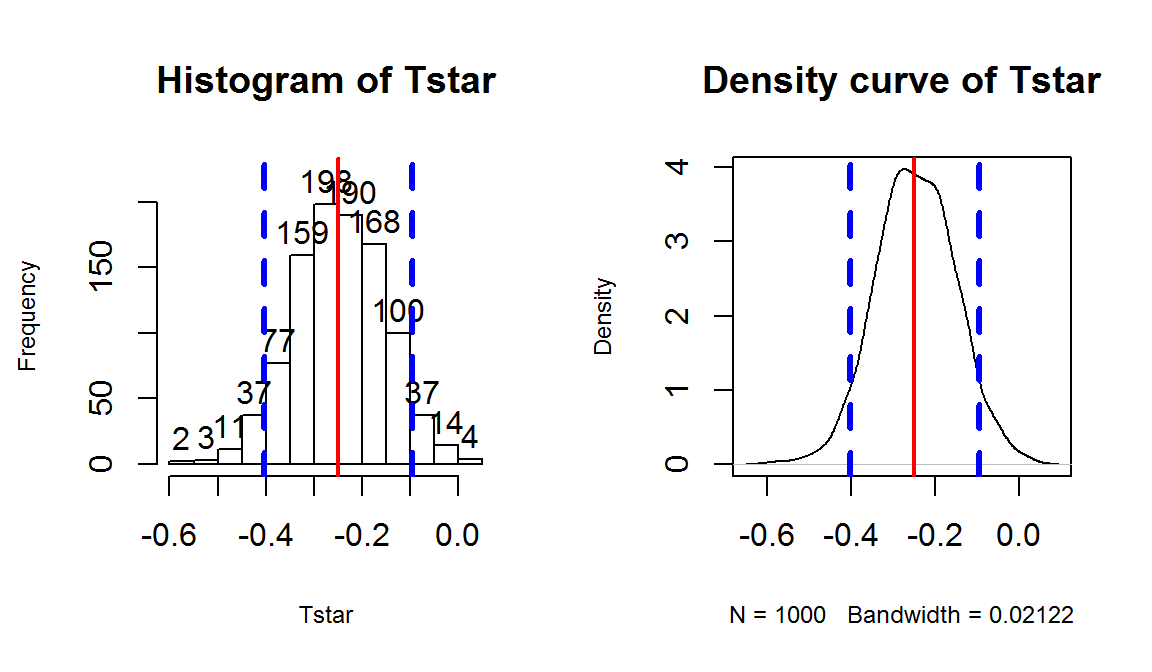 Histogram of Tstar
Frequency
150
50
0
2 3 11 37 77 159 198 190 168 100 37 14 4
-0.6 -0.4 -0.2 0.0
Tstar
Density curve of Tstar
Density
4
3
2
1
0
-0.6 -0.4 -0.2 0.0
N = 1000 Bandwidth = 0.02122